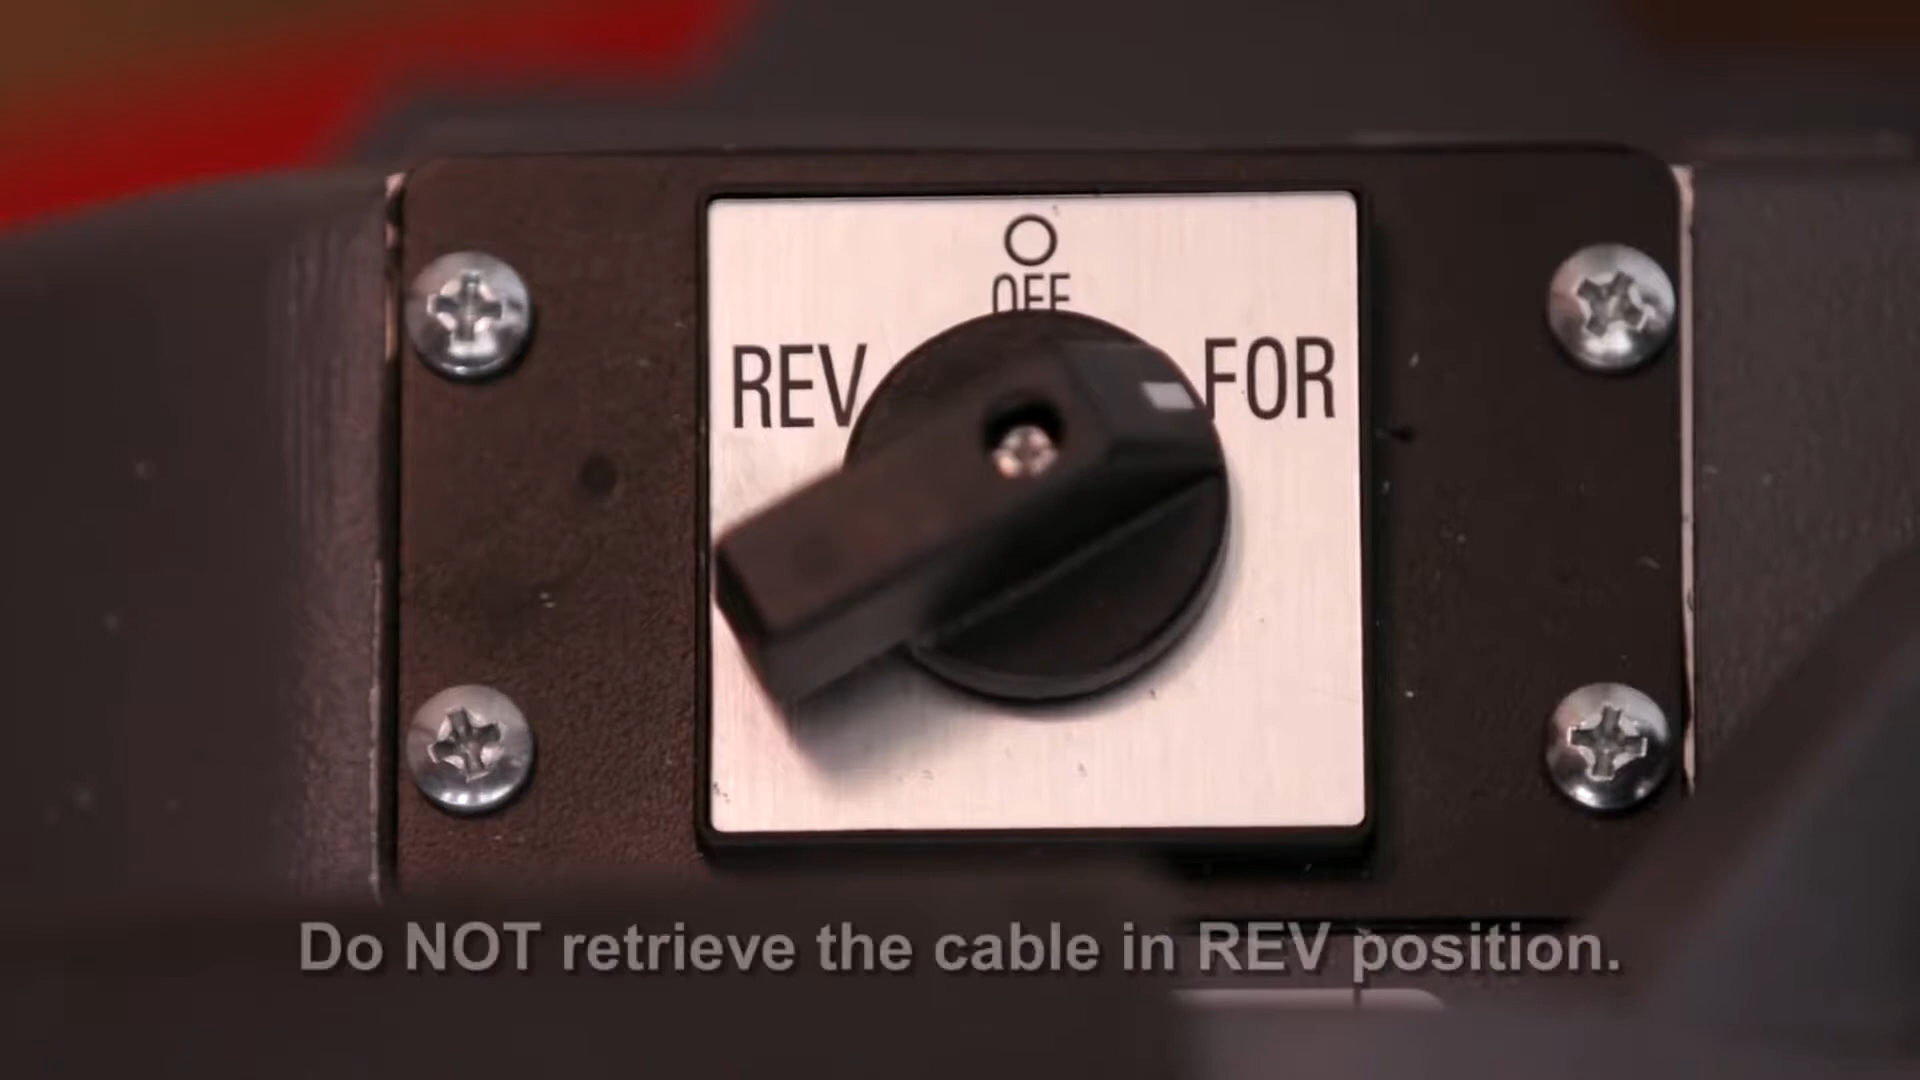 OFF
REV FOR
Do NOT retrieve the cable in REV position.